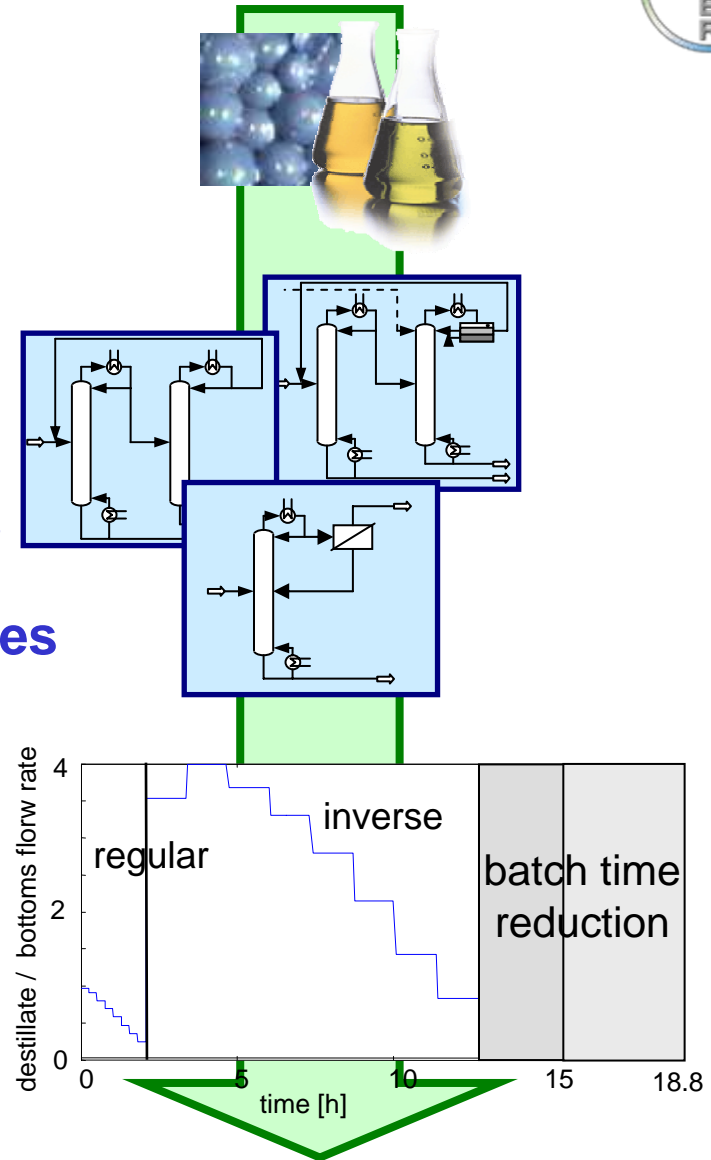 es
destillate / bottoms florw rate
4
2
0
regular
inverse
batch time
reduction
0
5
10
15
18.8
time [h]